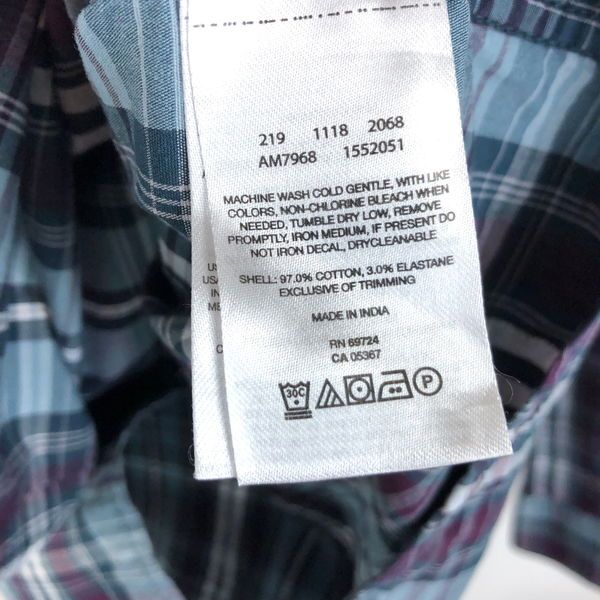 219 1118 2068
AM7968 1552051
MACHINE WASH COLD GENTLE, WITH LIKE
COLORS, NON-CHLORINE BLEACH WHEN
NEEDED, TUMBLE DRY LOW, REMOVE
PROMPTLY, IRON MEDIUM, IF PRESENT DO
NOT IRON DECAL, DRYCLEANABLE
SHELL: 97.0% COTTON, 3.0% ELASTANE
EXCLUSIVE OF TRIMMING
MADE IN INDIA
RN 69724
CA 05367
30C P